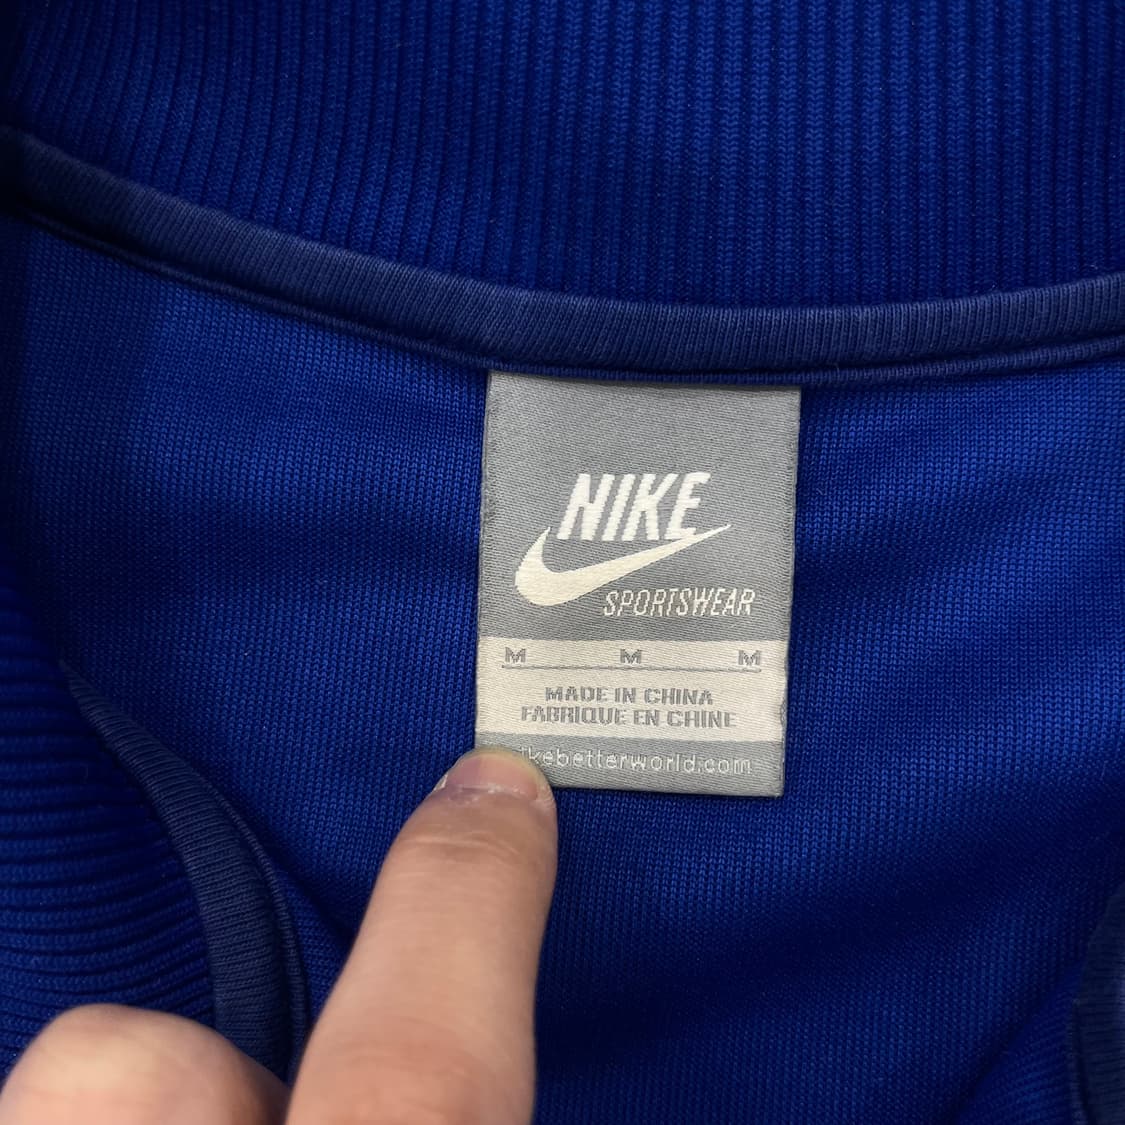 NIKE
SPORTSWEAR
M M M
MADE IN CHINA
FABRIQUE EN CHINE